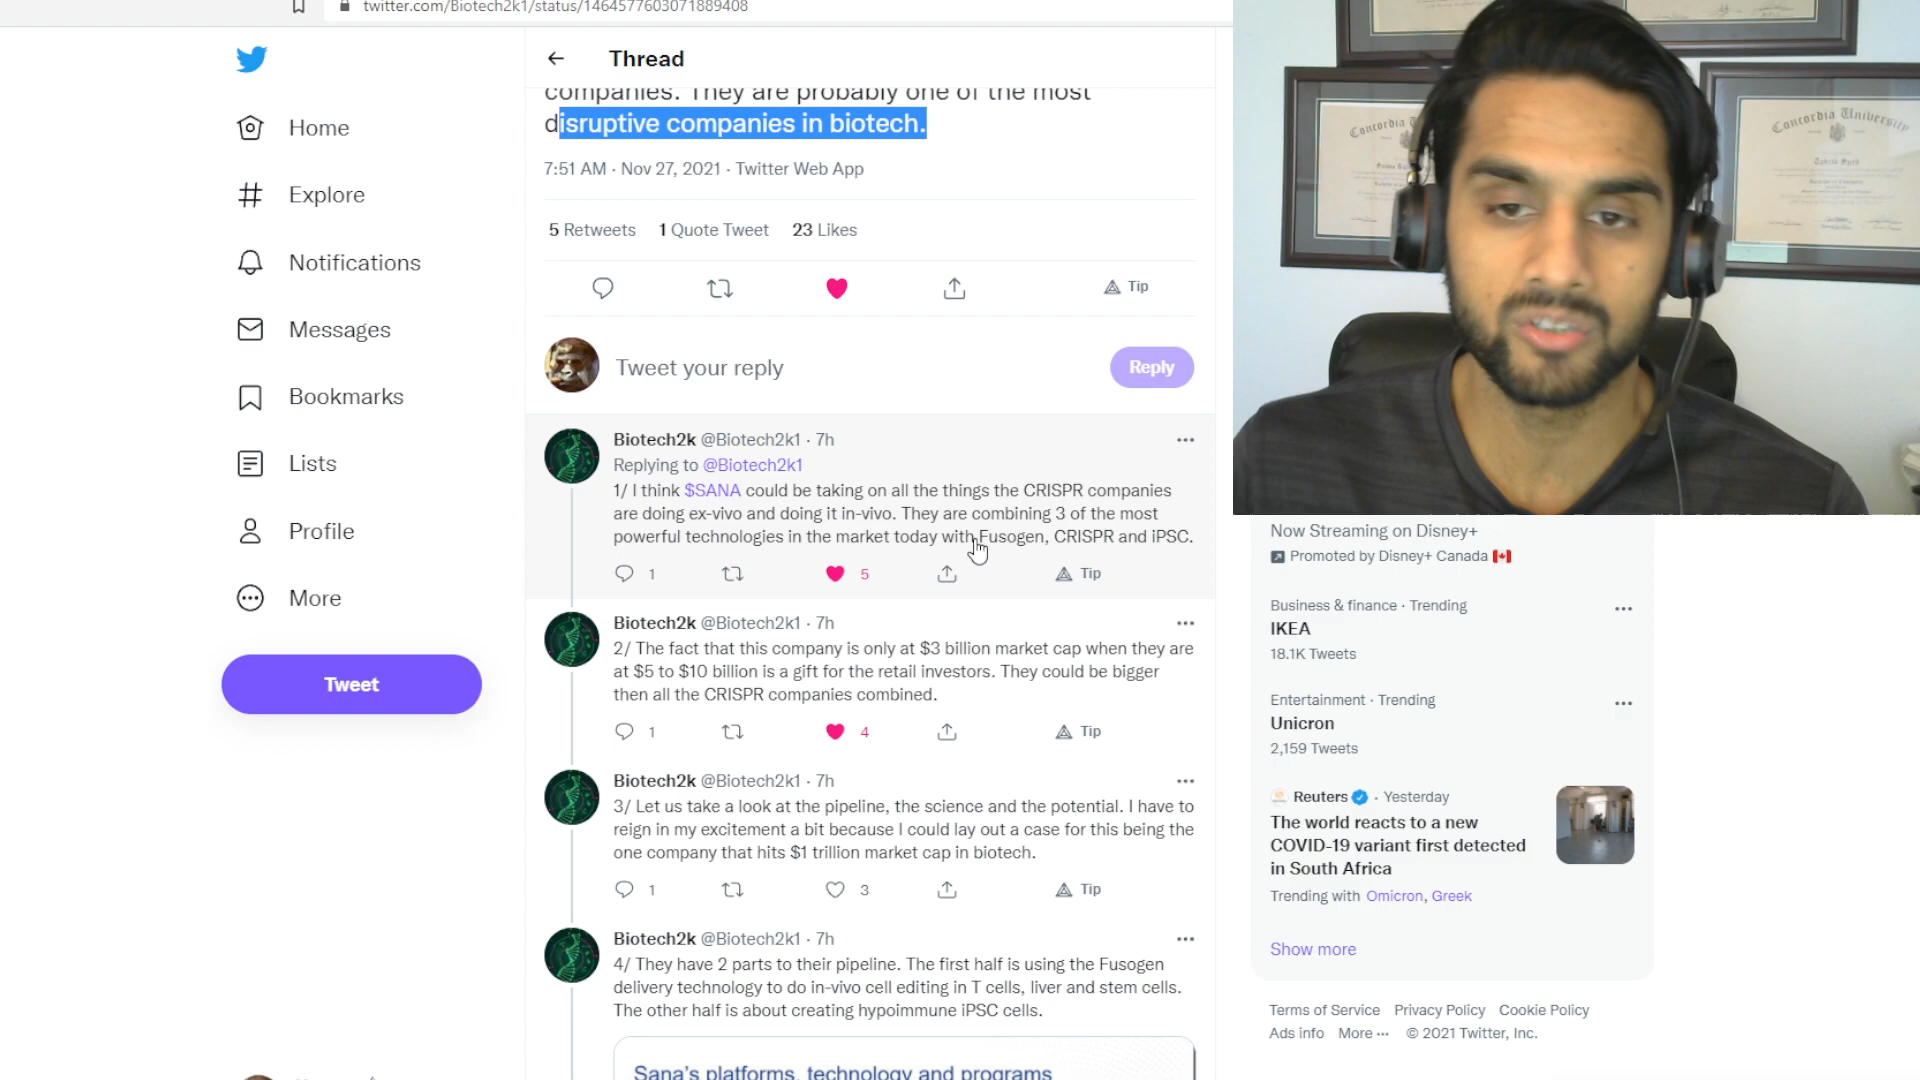 twitter.com/Biotech2k1/status/1464577603071889408
Home
Explore
Notifications
Messages
Bookmarks
Lists
Profile
More
Tweet
Thread
companies. They are probably one of the most
disruptive companies in biotech.
7:51 AM · Nov 27, 2021 · Twitter Web App
5 Retweets 1 Quote Tweet 23 Likes
Tip
Tweet your reply
Reply
Biotech2k @Biotech2k1 · 7h
Replying to @Biotech2k1
1/ I think $SANA could be taking on all the things the CRISPR companies
are doing ex-vivo and doing it in-vivo. They are combining 3 of the most
powerful technologies in the market today with Fusogen, CRISPR and iPSC.
1 5 Tip
Biotech2k @Biotech2k1 · 7h
2/ The fact that this company is only at $3 billion market cap when they are
at $5 to $10 billion is a gift for the retail investors. They could be bigger
then all the CRISPR companies combined.
1 4 Tip
Biotech2k @Biotech2k1 · 7h
3/ Let us take a look at the pipeline, the science and the potential. I have to
reign in my excitement a bit because I could lay out a case for this being the
one company that hits $1 trillion market cap in biotech.
1 3 Tip
Biotech2k @Biotech2k1 · 7h
4/ They have 2 parts to their pipeline. The first half is using the Fusogen
delivery technology to do in-vivo cell editing in T cells, liver and stem cells.
The other half is about creating hypoimmune iPSC cells.
Sana's platforms, technology and programs
Concordia
Concordia University
Now Streaming on Disney+
Promoted by Disney+ Canada
Business & finance · Trending
IKEA
18.1K Tweets
Entertainment · Trending
Unicron
2,159 Tweets
Reuters · Yesterday
The world reacts to a new
COVID-19 variant first detected
in South Africa
Trending with Omicron, Greek
Show more
Terms of Service Privacy Policy Cookie Policy
Ads info More ··· © 2021 Twitter, Inc.